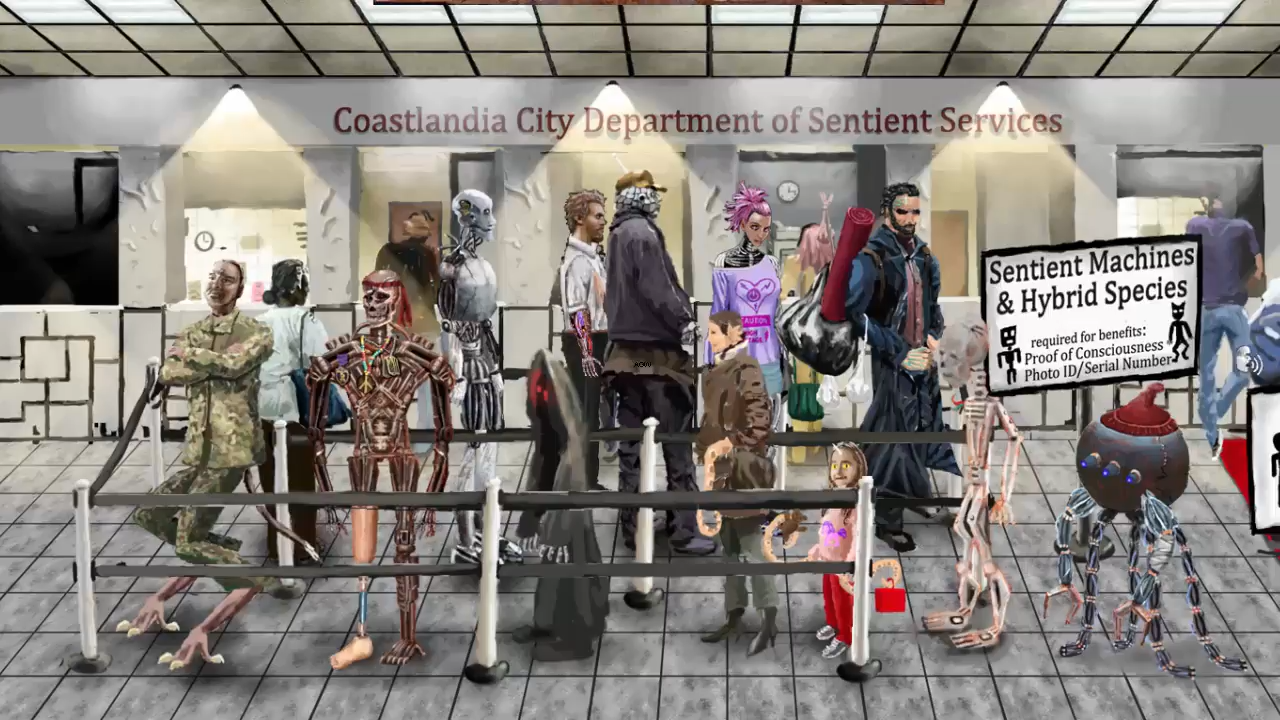 Coastlandia City Department of Sentient Services
Sentient Machines
& Hybrid Species
required for benefits:
Proof of Consciousness
Photo ID/Serial Number
CAUTION